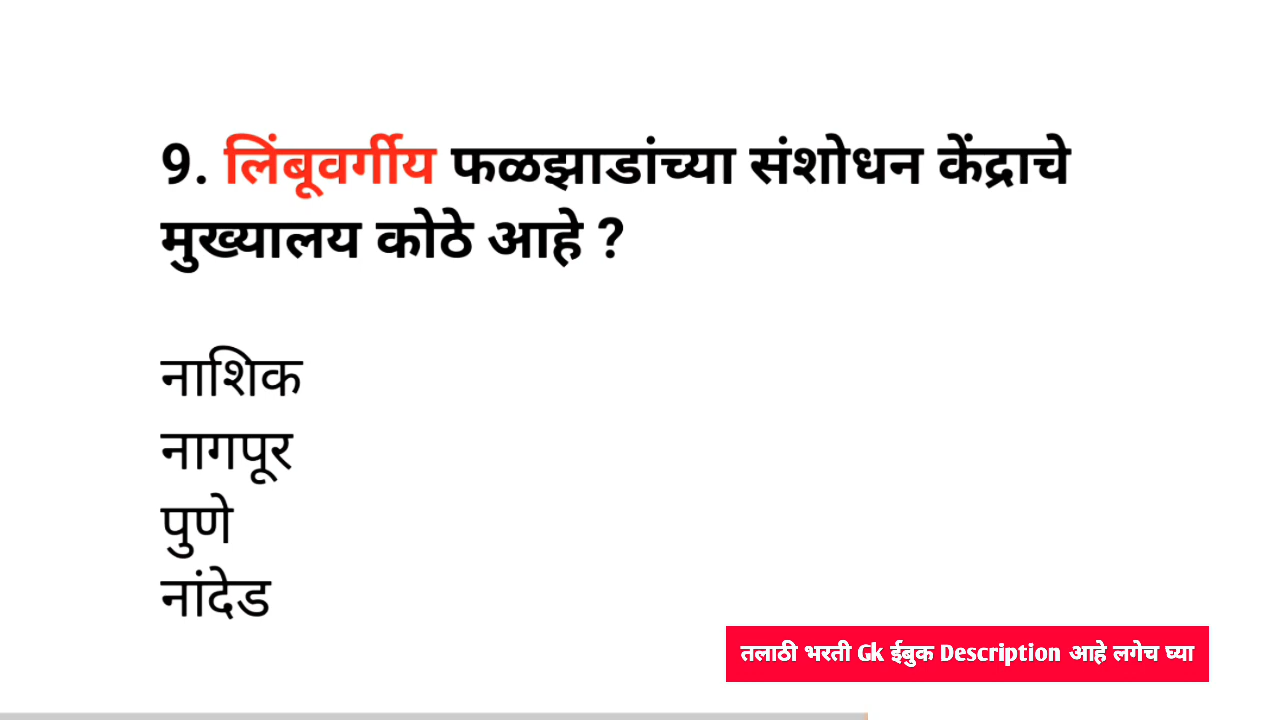 9. लिंबूवर्गीय फळझाडांच्या संशोधन केंद्राचे
मुख्यालय कोठे आहे ?
नाशिक
नागपूर
पुणे
नांदेड
तलाठी भरती Gk ईबुक Description आहे लगेच घ्या